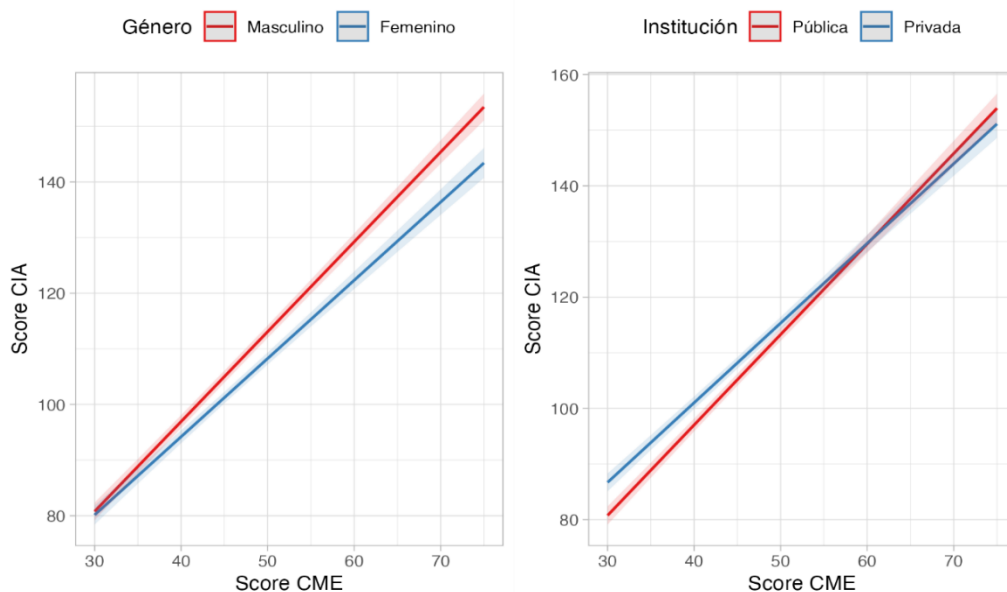 Género Masculino Femenino
140
120
100
80
Score CIA
30 40 50 60 70
Score CME
Institución Pública Privada
160
140
120
100
80
Score CIA
30 40 50 60 70
Score CME